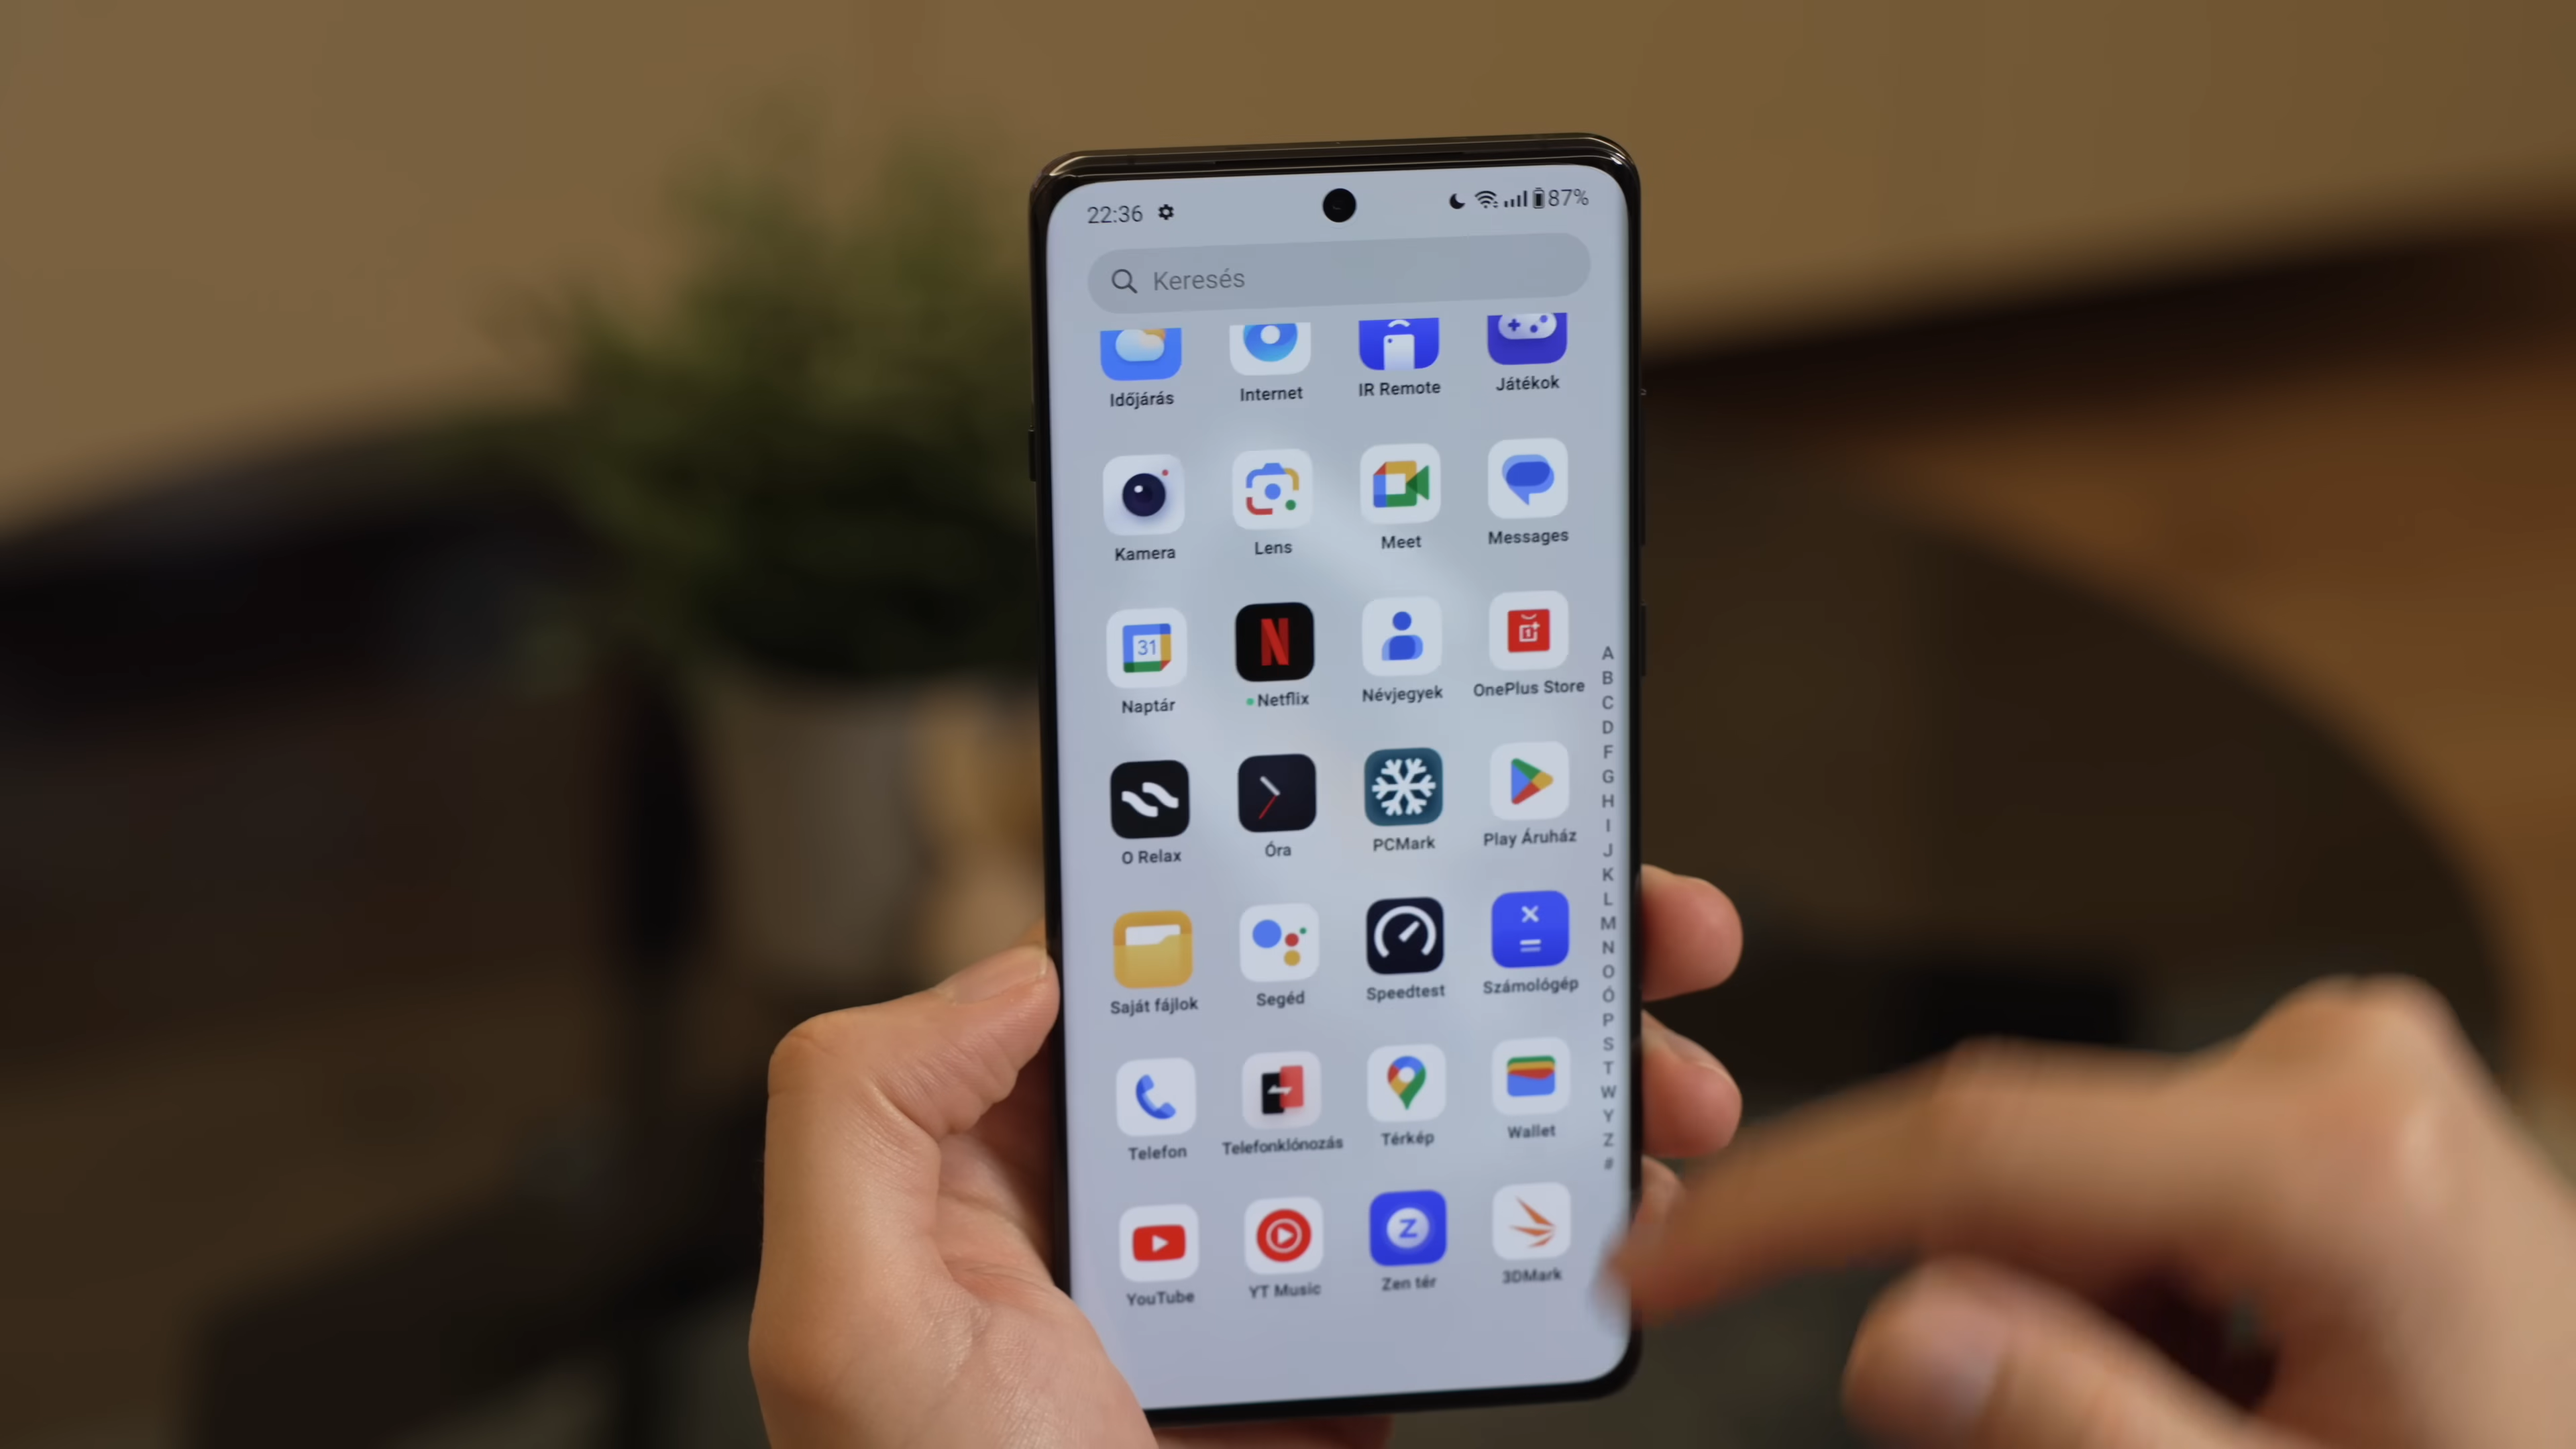 22:36 87%
Keresés
Időjárás Internet IR Remote Játékok
Kamera Lens Meet Messages
31
Naptár Netflix Névjegyek OnePlus Store
O Relax Óra PCMark Play Áruház
Saját fájlok Segéd Speedtest Számológép
Telefon Telefonklónozás Térkép Wallet
Z
YouTube YT Music Zen tér 3DMark
A
B
C
D
F
G
H
I
J
K
L
M
N
O
Ó
P
S
T
W
Y
Z
#